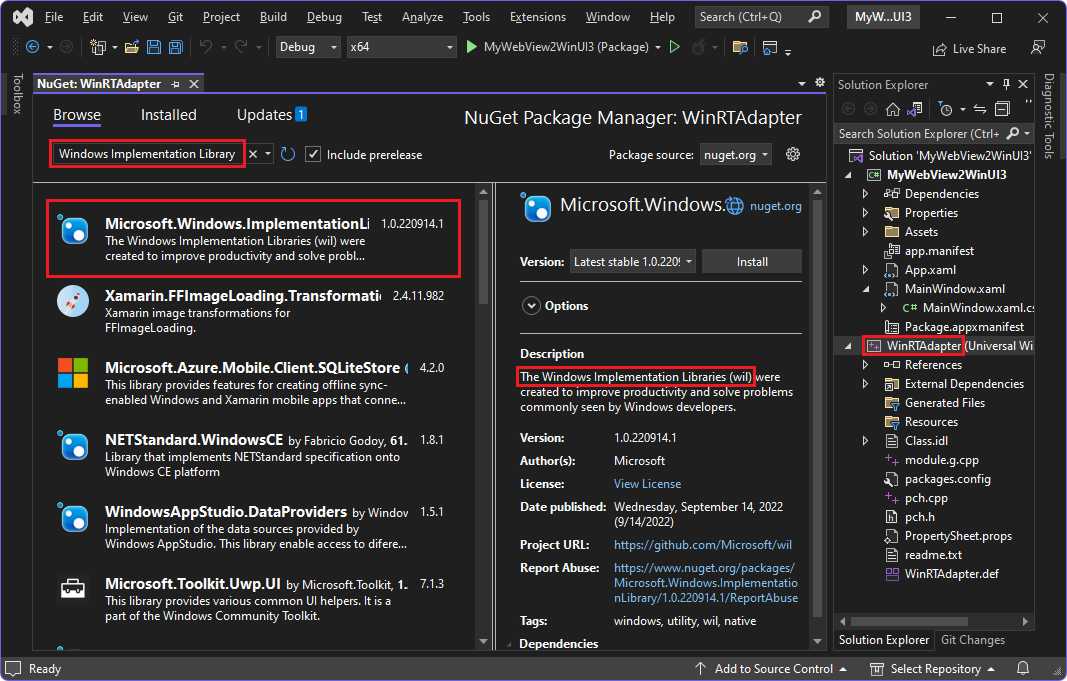 File Edit View Git Project Build Debug Test Analyze Tools Extensions Window Help Search (Ctrl+Q) MyW...UI3
Debug x64 MyWebView2WinUI3 (Package) Live Share
Toolbox
NuGet: WinRTAdapter
Browse Installed Updates 1
NuGet Package Manager: WinRTAdapter
Windows Implementation Library Include prerelease
Package source: nuget.org
Microsoft.Windows.ImplementationLi 1.0.220914.1
The Windows Implementation Libraries (wil) were
created to improve productivity and solve probl...
Xamarin.FFImageLoading.Transformatic 2.4.11.982
Xamarin image transformations for
FFImageLoading.
Microsoft.Azure.Mobile.Client.SQLiteStore ( 4.2.0
This library provides features for creating offline sync-
enabled Windows and Xamarin mobile apps that conne...
NETStandard.WindowsCE by Fabricio Godoy, 61. 1.8.1
Library that implements NETStandard specification onto
Windows CE platform
WindowsAppStudio.DataProviders by Window 1.5.1
Implementation of the data sources provided by
Windows AppStudio. This library enable access to difere...
Microsoft.Toolkit.Uwp.UI by Microsoft.Toolkit, 1. 7.1.3
This library provides various common UI helpers. It is a
part of the Windows Community Toolkit.
Microsoft.Windows. nuget.org
Version: Latest stable 1.0.2209 Install
Options
Description
The Windows Implementation Libraries (wil) were
created to improve productivity and solve problems
commonly seen by Windows developers.
Version: 1.0.220914.1
Author(s): Microsoft
License: View License
Date published: Wednesday, September 14, 2022
(9/14/2022)
Project URL: https://github.com/Microsoft/wil
Report Abuse: https://www.nuget.org/packages/
Microsoft.Windows.Implementatio
nLibrary/1.0.220914.1/ReportAbuse
Tags: windows, utility, wil, native
Dependencies
Solution Explorer
Search Solution Explorer (Ctrl+
Solution 'MyWebView2WinUI3'
MyWebView2WinUI3
Dependencies
Properties
Assets
app.manifest
App.xaml
MainWindow.xaml
C# MainWindow.xaml.cs
Package.appxmanifest
WinRTAdapter (Universal Wi
References
External Dependencies
Generated Files
Resources
Class.idl
module.g.cpp
packages.config
pch.cpp
pch.h
PropertySheet.props
readme.txt
WinRTAdapter.def
Solution Explorer Git Changes
Diagnostic Tools
Ready Add to Source Control Select Repository